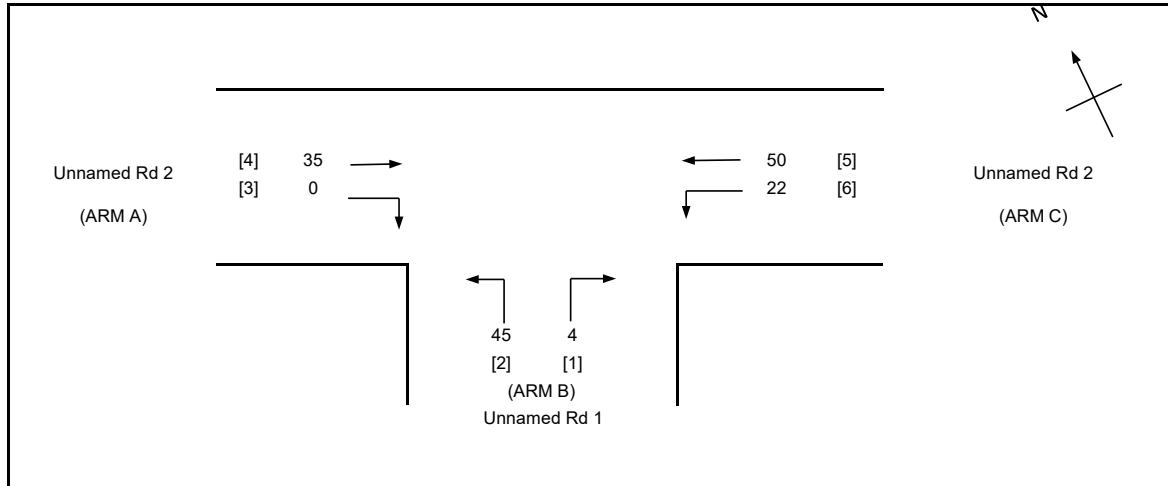 N
[4] 35 50 [5]
Unnamed Rd 2 Unnamed Rd 2
[3] 0 22 [6]
(ARM A) (ARM C)
45 4
[2] [1]
(ARM B)
Unnamed Rd 1